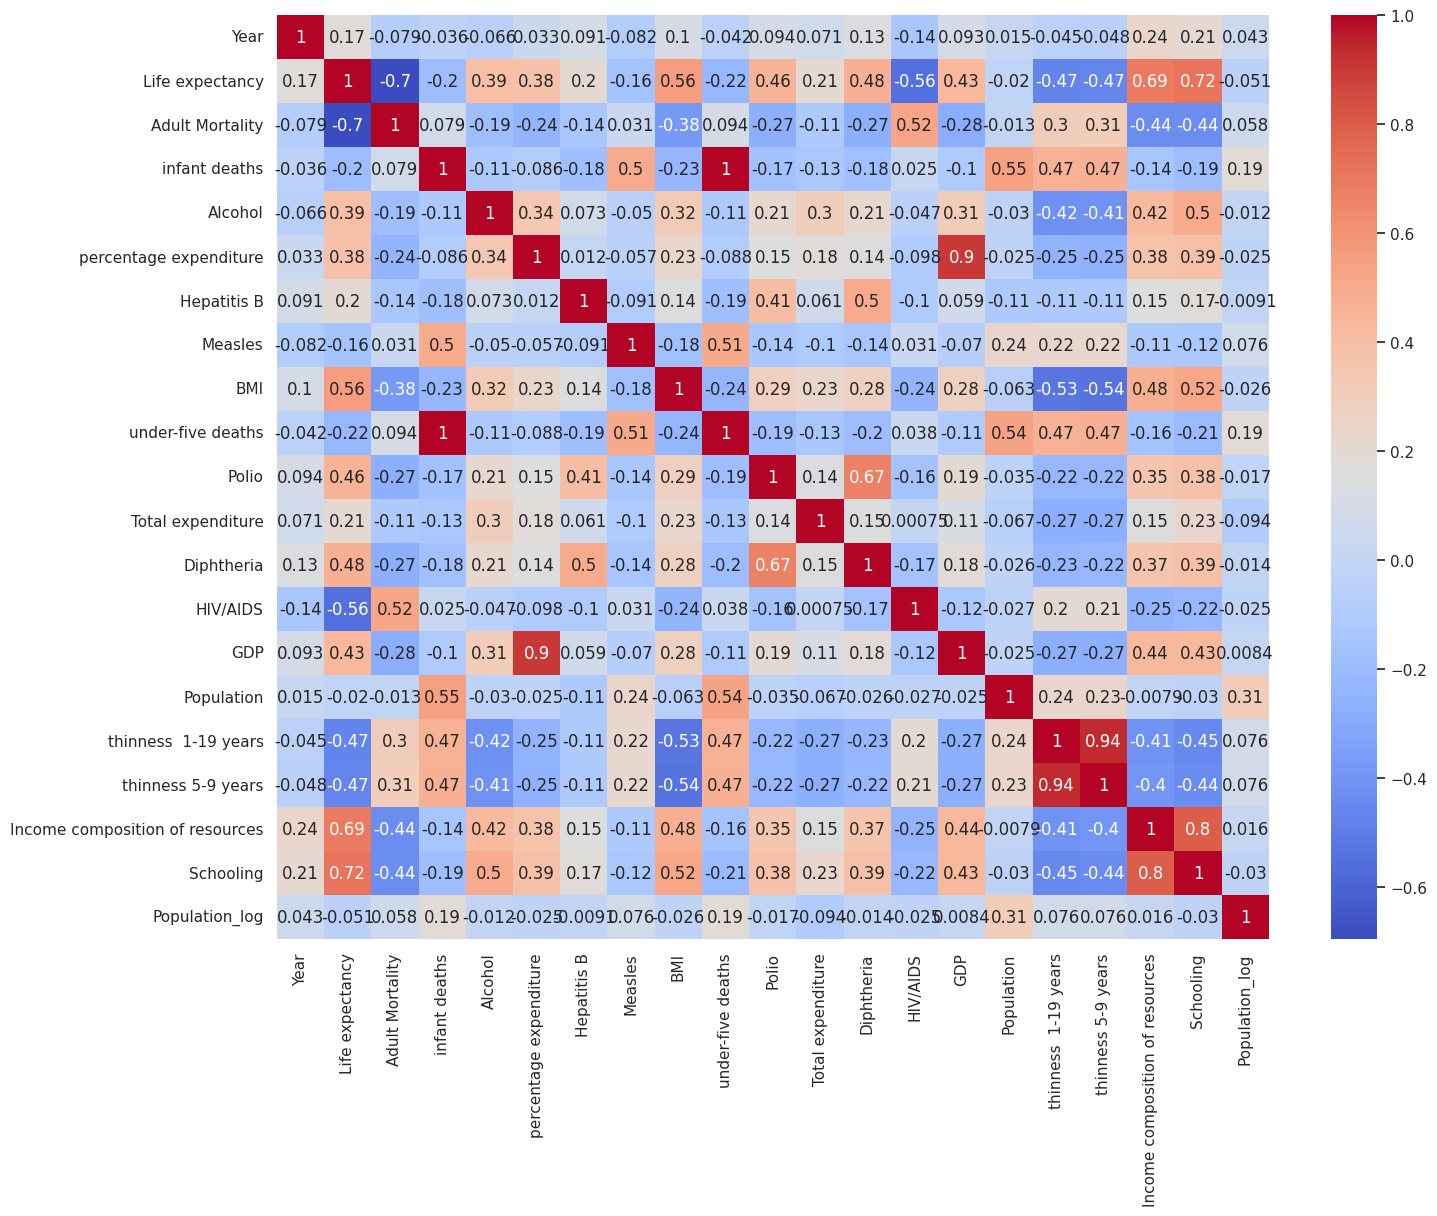 Year 1 0.17 -0.079 -0.036 -0.066 0.033 0.091 -0.082 0.1 -0.042 0.094 0.071 0.13 -0.14 0.093 0.015 -0.045 -0.048 0.24 0.21 0.043
Life expectancy 0.17 1 -0.7 -0.2 0.39 0.38 0.2 -0.16 0.56 -0.22 0.46 0.21 0.48 -0.56 0.43 -0.02 -0.47 -0.47 0.69 0.72 -0.051
Adult Mortality -0.079 -0.7 1 0.079 -0.19 -0.24 -0.14 0.031 -0.38 0.094 -0.27 -0.11 -0.27 0.52 -0.28 -0.013 0.3 0.31 -0.44 -0.44 0.058
infant deaths -0.036 -0.2 0.079 1 -0.11 -0.086 -0.18 0.5 -0.23 1 -0.17 -0.13 -0.18 0.025 -0.1 0.55 0.47 0.47 -0.14 -0.19 0.19
Alcohol -0.066 0.39 -0.19 -0.11 1 0.34 0.073 -0.05 0.32 -0.11 0.21 0.3 0.21 -0.047 0.31 -0.03 -0.42 -0.41 0.42 0.5 -0.012
percentage expenditure 0.033 0.38 -0.24 -0.086 0.34 1 0.012 -0.057 0.23 -0.088 0.15 0.18 0.14 -0.098 0.9 -0.025 -0.25 -0.25 0.38 0.39 -0.025
Hepatitis B 0.091 0.2 -0.14 -0.18 0.073 0.012 1 -0.091 0.14 -0.19 0.41 0.061 0.5 -0.1 0.059 -0.11 -0.11 -0.11 0.15 0.17 -0.0091
Measles -0.082 -0.16 0.031 0.5 -0.05 -0.057 -0.091 1 -0.18 0.51 -0.14 -0.1 -0.14 0.031 -0.07 0.24 0.22 0.22 -0.11 -0.12 0.076
BMI 0.1 0.56 -0.38 -0.23 0.32 0.23 0.14 -0.18 1 -0.24 0.29 0.23 0.28 -0.24 0.28 -0.063 -0.53 -0.54 0.48 0.52 -0.026
under-five deaths -0.042 -0.22 0.094 1 -0.11 -0.088 -0.19 0.51 -0.24 1 -0.19 -0.13 -0.2 0.038 -0.11 0.54 0.47 0.47 -0.16 -0.21 0.19
Polio 0.094 0.46 -0.27 -0.17 0.21 0.15 0.41 -0.14 0.29 -0.19 1 0.14 0.67 -0.16 0.19 -0.035 -0.22 -0.22 0.35 0.38 -0.017
Total expenditure 0.071 0.21 -0.11 -0.13 0.3 0.18 0.061 -0.1 0.23 -0.13 0.14 1 0.15 0.00075 0.11 -0.067 -0.27 -0.27 0.15 0.23 -0.094
Diphtheria 0.13 0.48 -0.27 -0.18 0.21 0.14 0.5 -0.14 0.28 -0.2 0.67 0.15 1 -0.17 0.18 -0.026 -0.23 -0.22 0.37 0.39 -0.014
HIV/AIDS -0.14 -0.56 0.52 0.025 -0.047 -0.098 -0.1 0.031 -0.24 0.038 -0.16 0.00075 -0.17 1 -0.12 -0.027 0.2 0.21 -0.25 -0.22 -0.025
GDP 0.093 0.43 -0.28 -0.1 0.31 0.9 0.059 -0.07 0.28 -0.11 0.19 0.11 0.18 -0.12 1 -0.025 -0.27 -0.27 0.44 0.43 0.0084
Population 0.015 -0.02 -0.013 0.55 -0.03 -0.025 -0.11 0.24 -0.063 0.54 -0.035 -0.067 -0.026 -0.027 -0.025 1 0.24 0.23 -0.0079 -0.03 0.31
thinness  1-19 years -0.045 -0.47 0.3 0.47 -0.42 -0.25 -0.11 0.22 -0.53 0.47 -0.22 -0.27 -0.23 0.2 -0.27 0.24 1 0.94 -0.41 -0.45 0.076
thinness 5-9 years -0.048 -0.47 0.31 0.47 -0.41 -0.25 -0.11 0.22 -0.54 0.47 -0.22 -0.27 -0.22 0.21 -0.27 0.23 0.94 1 -0.4 -0.44 0.076
Income composition of resources 0.24 0.69 -0.44 -0.14 0.42 0.38 0.15 -0.11 0.48 -0.16 0.35 0.15 0.37 -0.25 0.44 -0.0079 -0.41 -0.4 1 0.8 0.016
Schooling 0.21 0.72 -0.44 -0.19 0.5 0.39 0.17 -0.12 0.52 -0.21 0.38 0.23 0.39 -0.22 0.43 -0.03 -0.45 -0.44 0.8 1 -0.03
Population_log 0.043 -0.051 0.058 0.19 -0.012 -0.025 -0.0091 0.076 -0.026 0.19 -0.017 -0.094 -0.014 -0.025 0.0084 0.31 0.076 0.076 0.016 -0.03 1
Year
Life expectancy
Adult Mortality
infant deaths
Alcohol
percentage expenditure
Hepatitis B
Measles
BMI
under-five deaths
Polio
Total expenditure
Diphtheria
HIV/AIDS
GDP
Population
thinness  1-19 years
thinness 5-9 years
Income composition of resources
Schooling
Population_log
1.0
0.8
0.6
0.4
0.2
0.0
−0.2
−0.4
−0.6